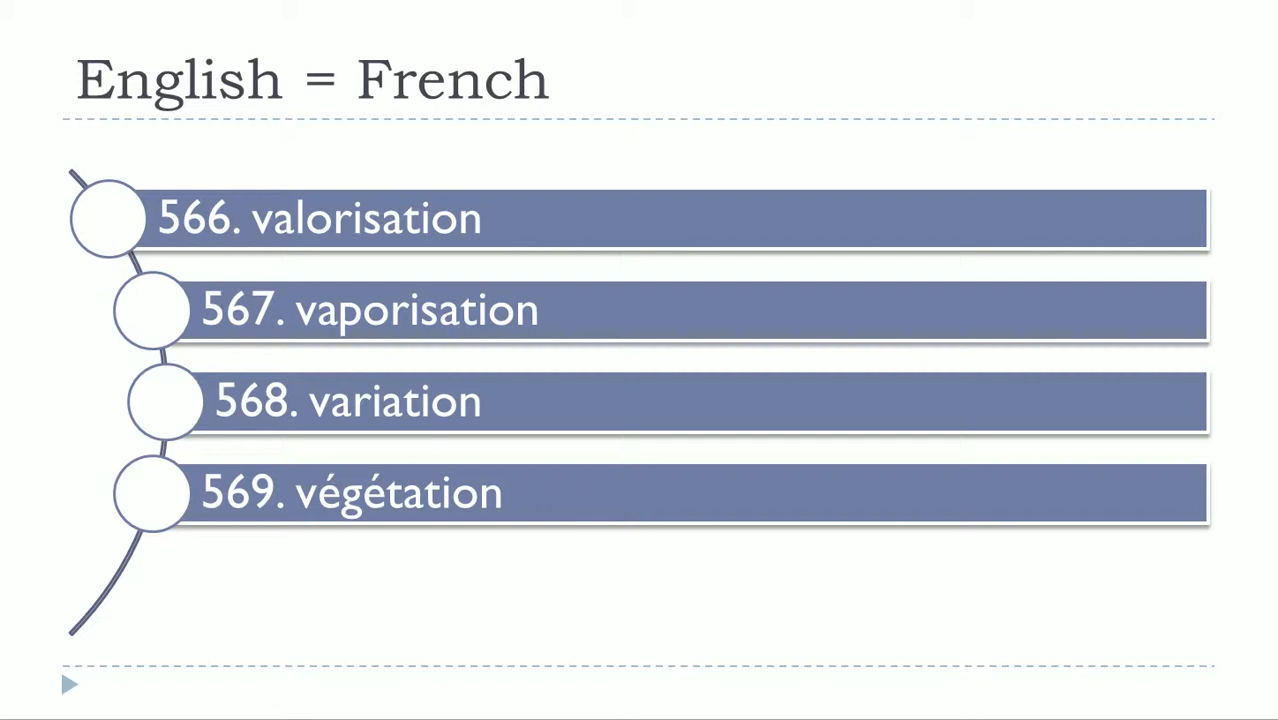 English = French
566. valorisation
567. vaporisation
568. variation
569. végétation